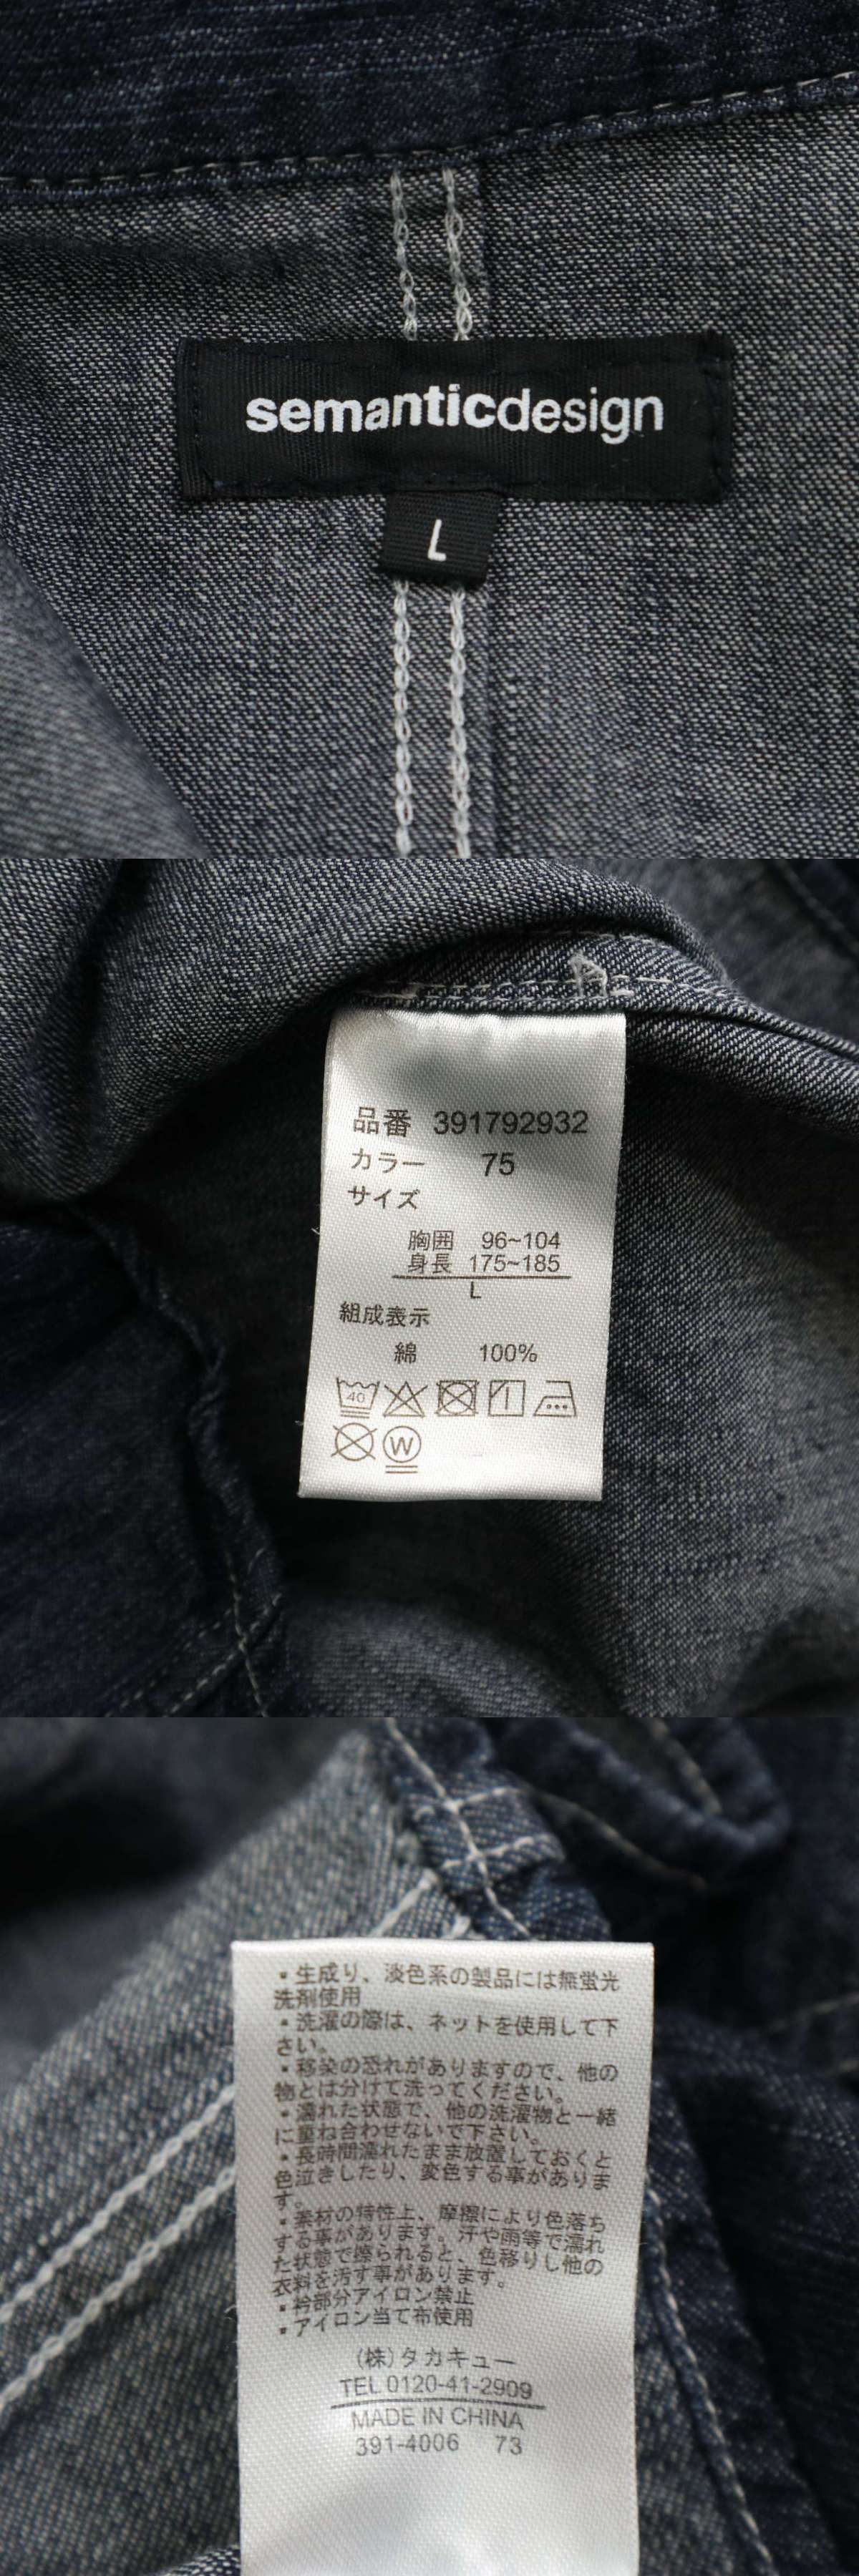 semanticdesign
L
品番 391792932
カラー 75
サイズ
胸囲 96~104
身長 175~185
L
組成表示
綿 100%
40
W
・生成り、淡色系の製品には無蛍光
洗剤使用
・洗濯の際は、ネットを使用して下
さい。
・移染の恐れがありますので、他の
物とは分けて洗ってください。
・濡れた状態で、他の洗濯物と一緒
に重ね合わせないで下さい。
・長時間濡れたまま放置しておくと
色泣きしたり、変色する事がありま
す。
・素材の特性上、摩擦により色落ち
する事があります。汗や雨等で濡れ
た状態で擦られると、色移りし他の
衣料を汚す事があります。
・衿部分アイロン禁止
・アイロン当て布使用
(株)タカキュー
TEL 0120-41-2909
MADE IN CHINA
391-4006 73